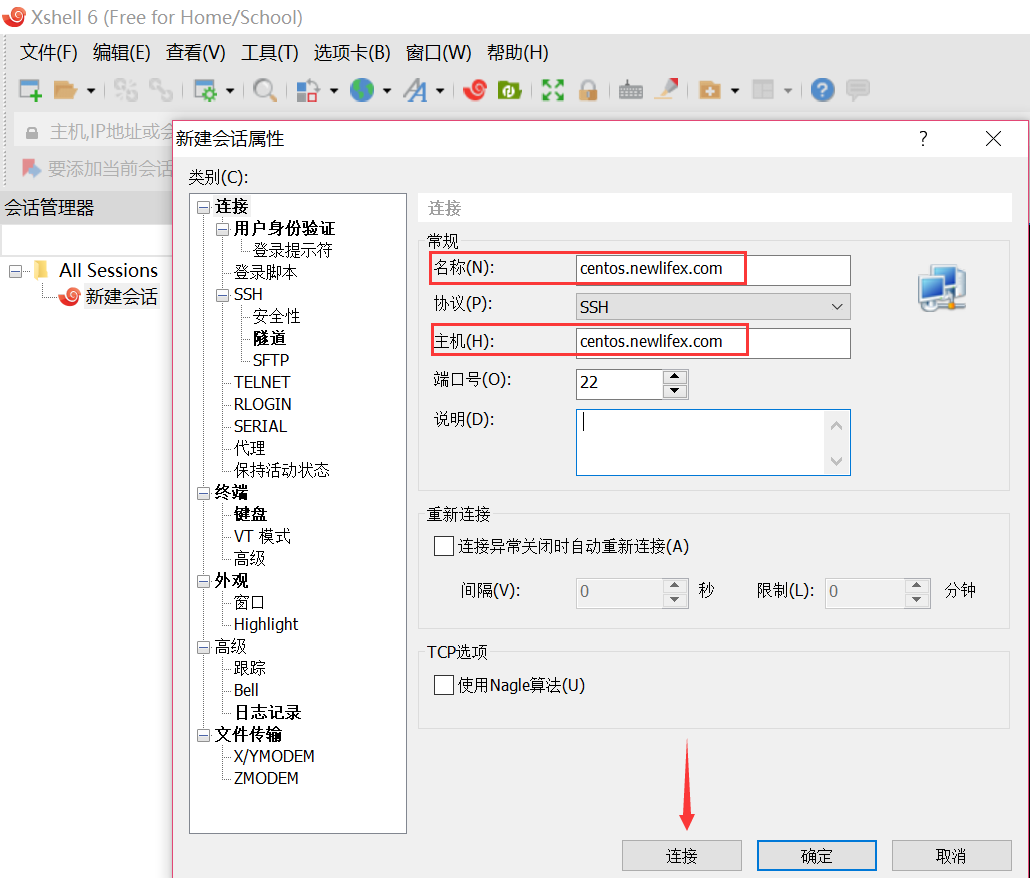 Xshell 6 (Free for Home/School)
文件(F) 编辑(E) 查看(V) 工具(T) 选项卡(B) 窗口(W) 帮助(H)
主机,IP地址或会
要添加当前会话
会话管理器
All Sessions
新建会话
新建会话属性
?
类别(C):
连接
用户身份验证
登录提示符
登录脚本
SSH
安全性
隧道
SFTP
TELNET
RLOGIN
SERIAL
代理
保持活动状态
终端
键盘
VT 模式
高级
外观
窗口
Highlight
高级
跟踪
Bell
日志记录
文件传输
X/YMODEM
ZMODEM
连接
常规
名称(N): centos.newlifex.com
协议(P): SSH
主机(H): centos.newlifex.com
端口号(O): 22
说明(D):
重新连接
连接异常关闭时自动重新连接(A)
间隔(V): 0 秒 限制(L): 0 分钟
TCP选项
使用Nagle算法(U)
连接 确定 取消